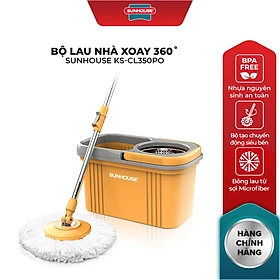 SUNHOUSE
SUNHOUSE
BỘ LAU NHÀ XOAY 360°
SUNHOUSE KS-CL350PO
BPA
FREE
Nhựa nguyên
sinh an toàn
Bộ tạo chuyển
động siêu bền
Bông lau từ
sợi Microfiber
SUNHOUSE
HÀNG
CHÍNH
HÃNG